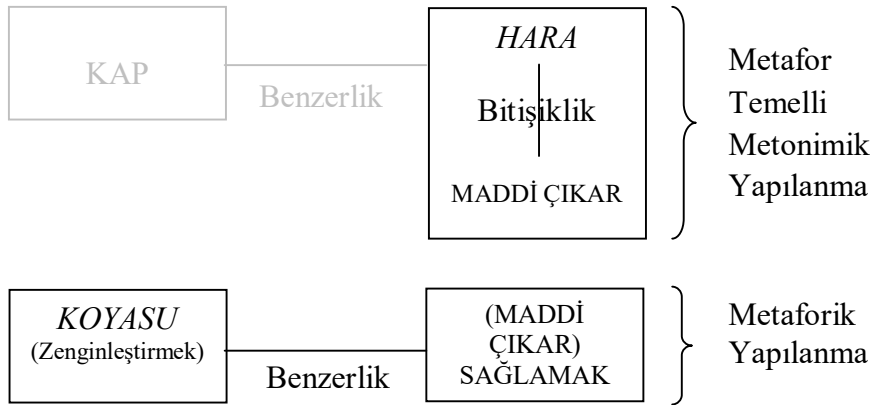 KAP
Benzerlik
HARA
Bitişiklik
MADDİ ÇIKAR
Metafor
Temelli
Metonimik
Yapılanma
KOYASU
(Zenginleştirmek)
Benzerlik
(MADDİ
ÇIKAR)
SAĞLAMAK
Metaforik
Yapılanma